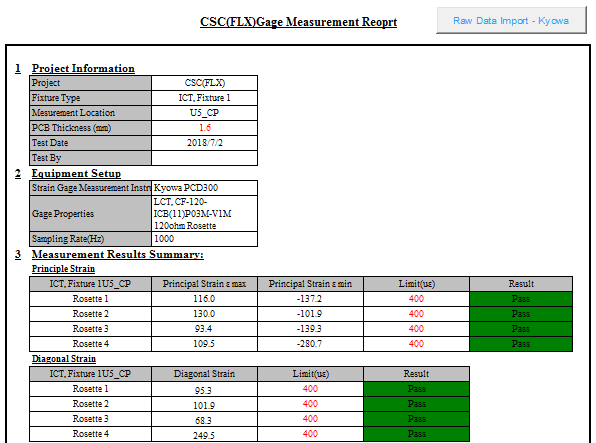 CSC(FLX)Gage Measurement Reoprt
Raw Data Import - Kyowa
1 Project Information
Project CSC(FLX)
Fixture Type ICT, Fixture 1
Mesurement Location U5_CP
PCB Thickness (mm) 1.6
Test Date 2018/7/2
Test By
2 Equipment Setup
Strain Gage Measurement Instr Kyowa PCD300
Gage Properties LCT, CF-120-
ICB(11)P03M-V1M
120ohm Rosette
Sampling Rate(Hz) 1000
3 Measurement Results Summary:
Principle Strain
ICT, Fixture 1U5_CP Principal Strain ε max Principal Strain ε min Limit(uε) Result
Rosette 1 116.0 -137.2 400 Pass
Rosette 2 130.0 -101.9 400 Pass
Rosette 3 93.4 -139.3 400 Pass
Rosette 4 109.5 -280.7 400 Pass
Diagonal Strain
ICT, Fixture 1U5_CP Diagonal Strain Limit(uε) Result
Rosette 1 95.3 400 Pass
Rosette 2 101.9 400 Pass
Rosette 3 68.3 400 Pass
Rosette 4 249.5 400 Pass